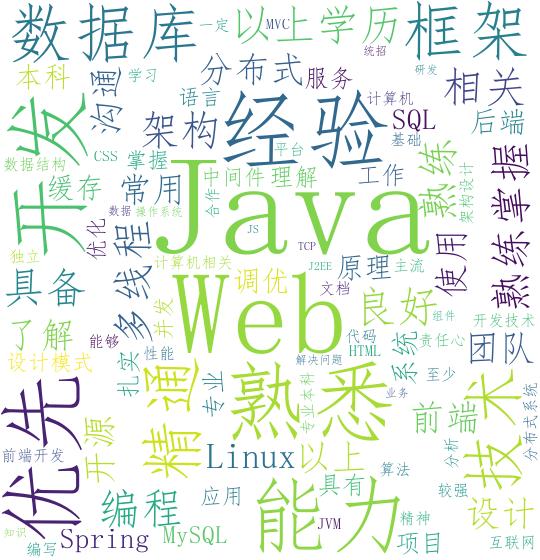 数据库
以上学历
MVC
一定
统招
框架
研发
本科
沟通
分布式
服务
学习
语言
计算机
相关
SQL
后端
基础
开发
架构
经验
平台
数据结构
CSS
掌握
中间件
理解
工作
熟练
架构设计
熟练掌握
缓存
常用
数据
操作系统
合作
Java
使用
优化
独立
多线程
JS
TCP
计算机相关
J2EE
原理
主流
具备
并发
调优
文档
Web
良好
组件
开发技术
了解
能够
代码
HTML
系统
责任心
团队
设计模式
扎实
性能
解决问题
至少
业务
优先
精通
专业
专业本科
熟悉
前端
技术
分布式系统
前端开发
开源
Linux
以上
算法
分析
较强
编程
应用
具有
能力
设计
知识
编写
Spring
MySQL
JVM
精神
项目
互联网